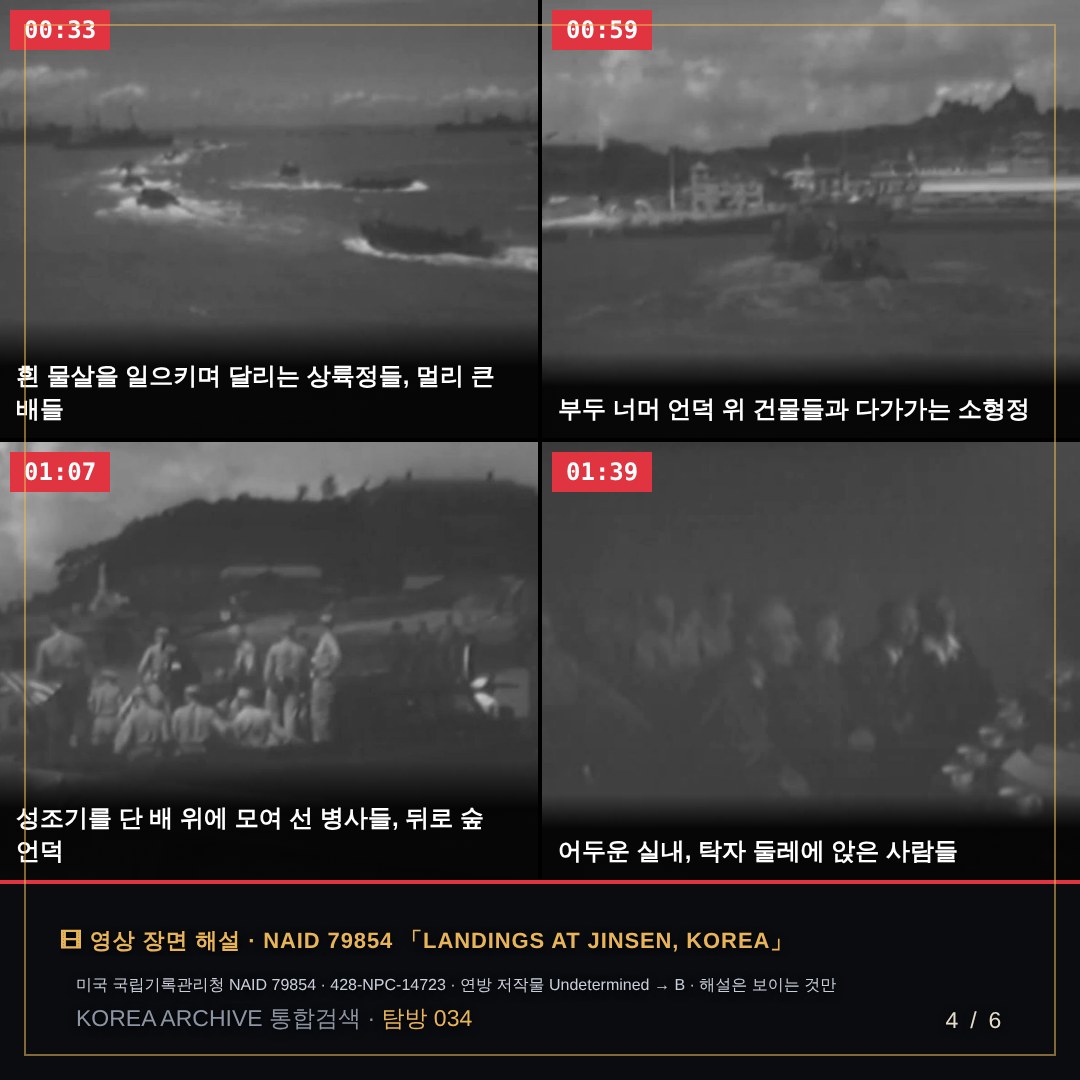 00:33
흰 물살을 일으키며 달리는 상륙정들, 멀리 큰
배들
00:59
부두 너머 언덕 위 건물들과 다가가는 소형정
01:07
성조기를 단 배 위에 모여 선 병사들, 뒤로 숲
언덕
01:39
어두운 실내, 탁자 둘레에 앉은 사람들
영상 장면 해설 · NAID 79854 「LANDINGS AT JINSEN, KOREA」
미국 국립기록관리청 NAID 79854 · 428-NPC-14723 · 연방 저작물 Undetermined → B · 해설은 보이는 것만
KOREA ARCHIVE 통합검색 · 탐방 034
4 / 6